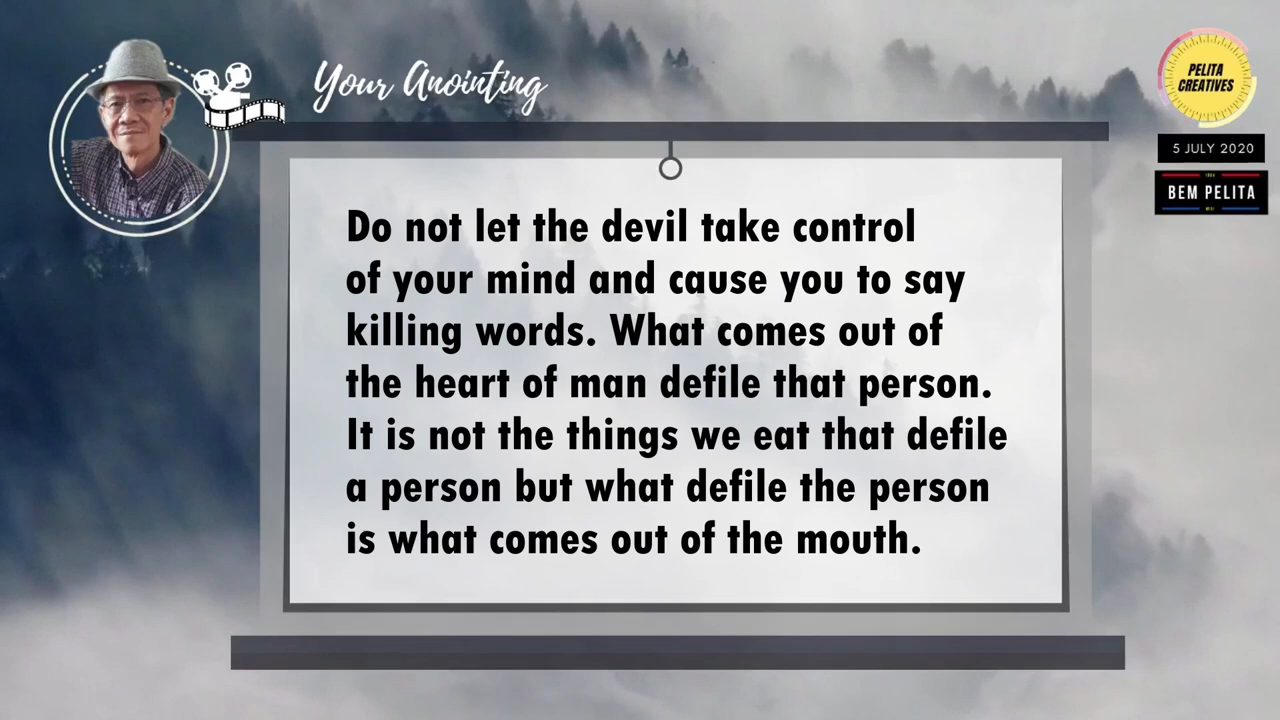 Your Anointing
PELITA
CREATIVES
5 JULY 2020
BEM PELITA
Do not let the devil take control
of your mind and cause you to say
killing words. What comes out of
the heart of man defile that person.
It is not the things we eat that defile
a person but what defile the person
is what comes out of the mouth.